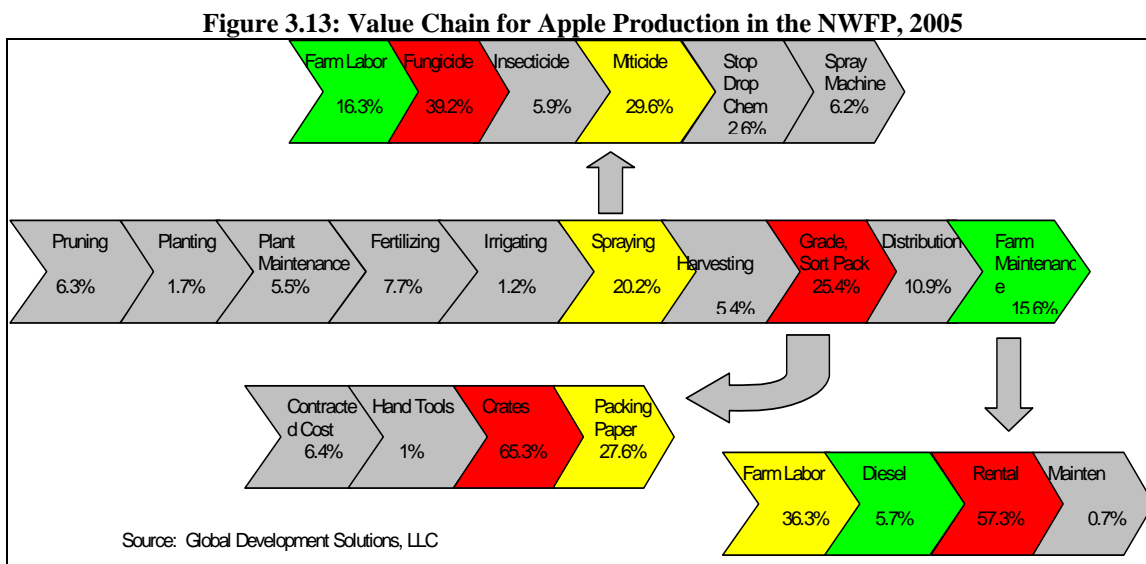 Figure 3.13: Value Chain for Apple Production in the NWFP, 2005
Farm Labor
16.3%
Fungicide
39.2%
Insecticide
5.9%
Miticide
29.6%
Stop
Drop
Chem
2.6%
Spray
Machine
6.2%
Pruning
6.3%
Planting
1.7%
Plant
Maintenance
5.5%
Fertilizing
7.7%
Irrigating
1.2%
Spraying
20.2%
Harvesting
5.4%
Grade,
Sort Pack
25.4%
Distribution
10.9%
Farm
Maintenanc
e
15.6%
Contracte
d Cost
6.4%
Hand Tools
1%
Crates
65.3%
Packing
Paper
27.6%
Farm Labor
36.3%
Diesel
5.7%
Rental
57.3%
Mainten
0.7%
Source: Global Development Solutions, LLC